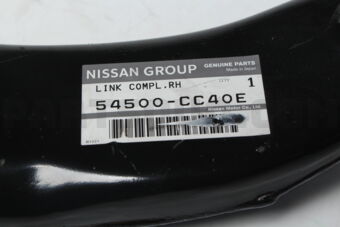 NISSAN GROUP GENUINE PARTS
Made in Japan
LINK COMPL.RH 1
54500-CC40E
Nissan Motor Co., Ltd.